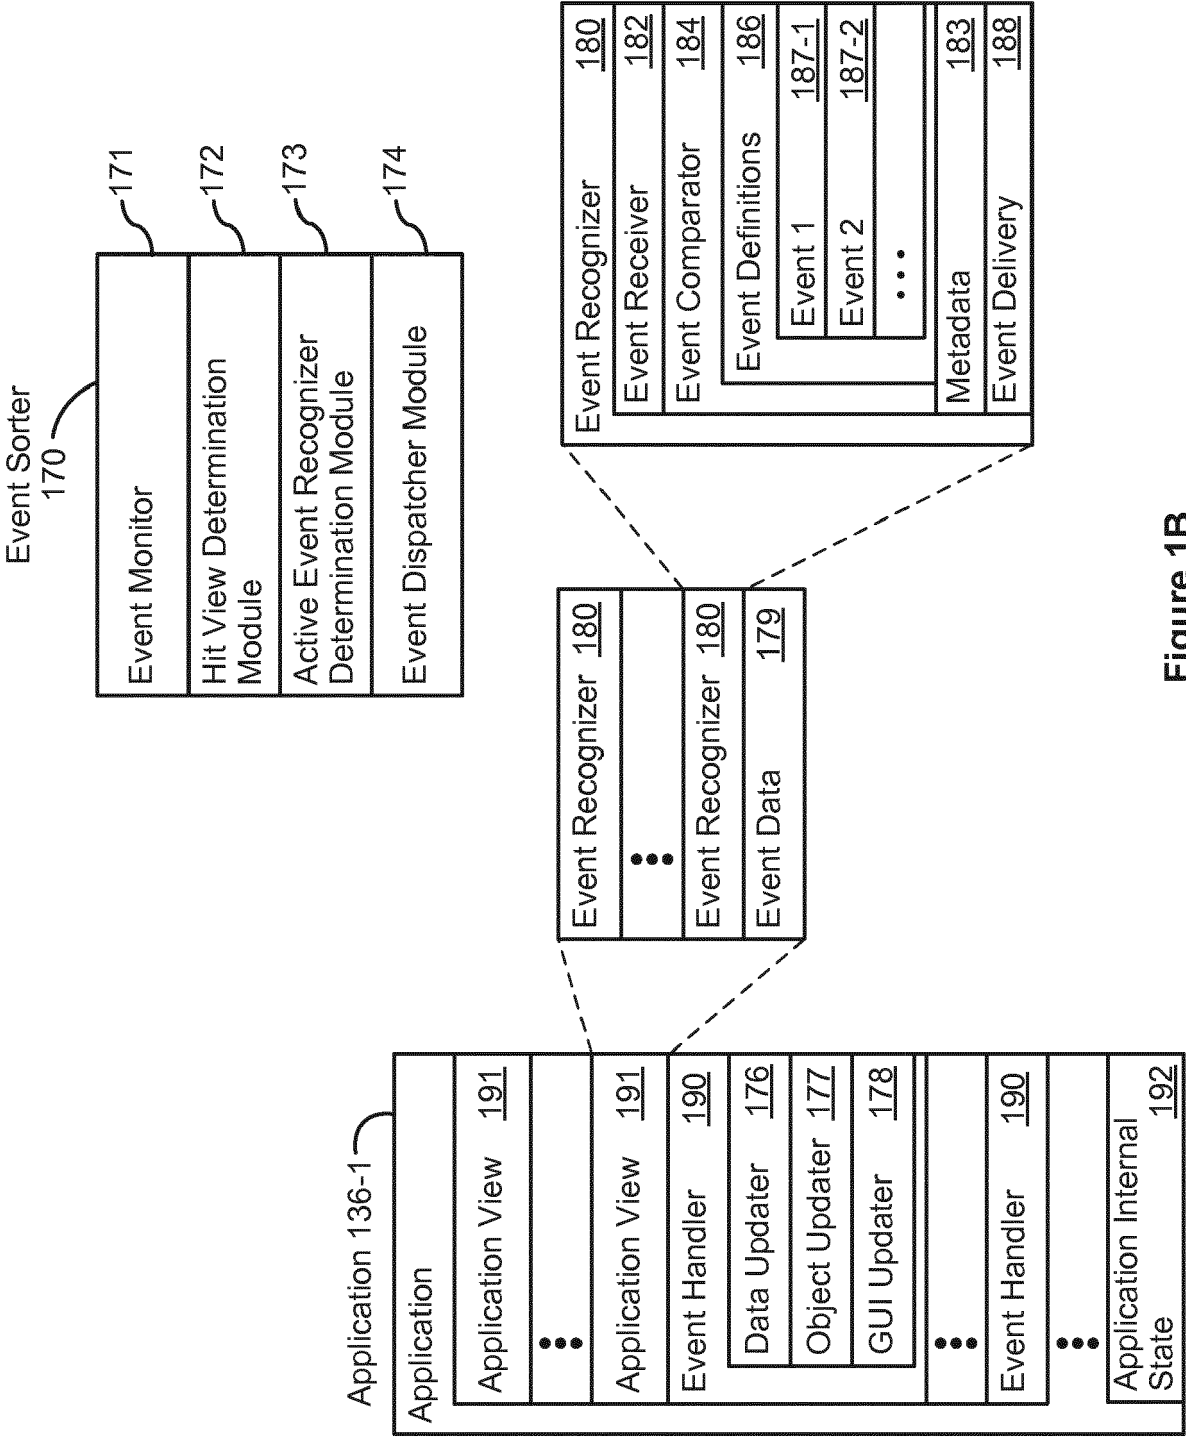 Event Sorter
170
Event Monitor
171
Hit View Determination
Module
172
Active Event Recognizer
Determination Module
173
Event Dispatcher Module
174
Application 136-1
Application
Application View 191
Application View 191
Event Handler 190
Data Updater 176
Object Updater 177
GUI Updater 178
Event Handler 190
Application Internal
State 192
Event Recognizer 180
Event Recognizer 180
Event Data 179
Event Recognizer 180
Event Receiver 182
Event Comparator 184
Event Definitions 186
Event 1 187-1
Event 2 187-2
Metadata 183
Event Delivery 188
Figure 1B